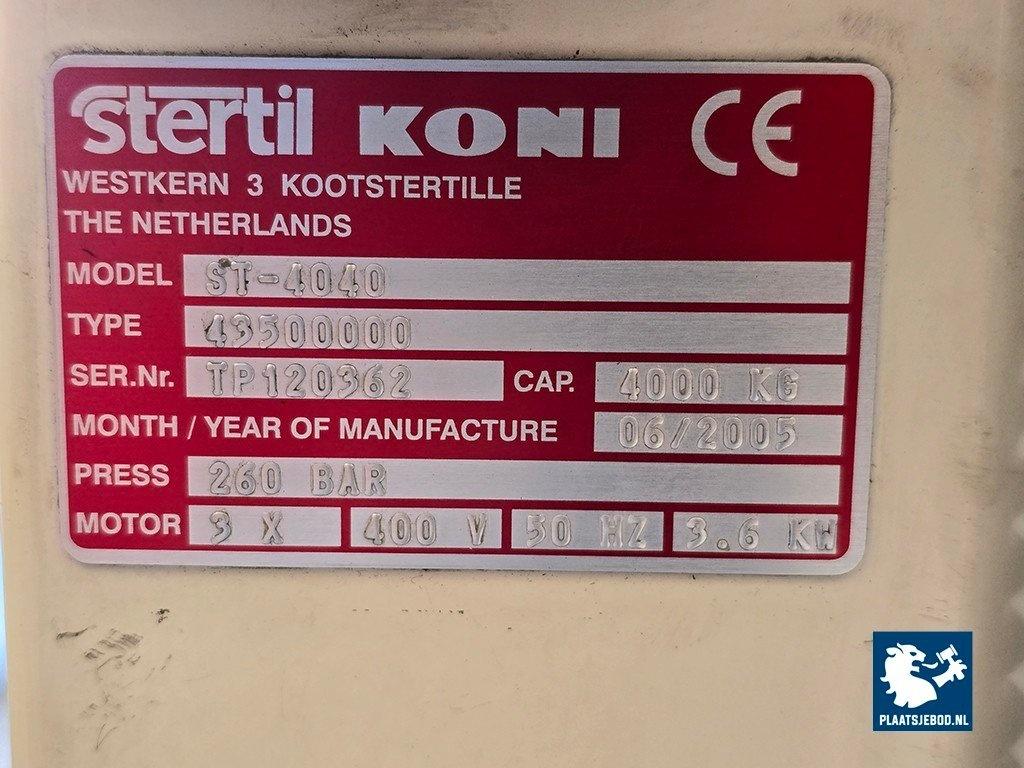 stertil KONI CE
WESTKERN 3 KOOTSTERTILLE
THE NETHERLANDS
MODEL ST-4040
TYPE 43500000
SER.Nr. TP120362 CAP. 4000 KG
MONTH / YEAR OF MANUFACTURE 06/2005
PRESS 260 BAR
MOTOR 3 X 400 V 50 HZ 3.6 KW
PLAATSJEBOD.NL